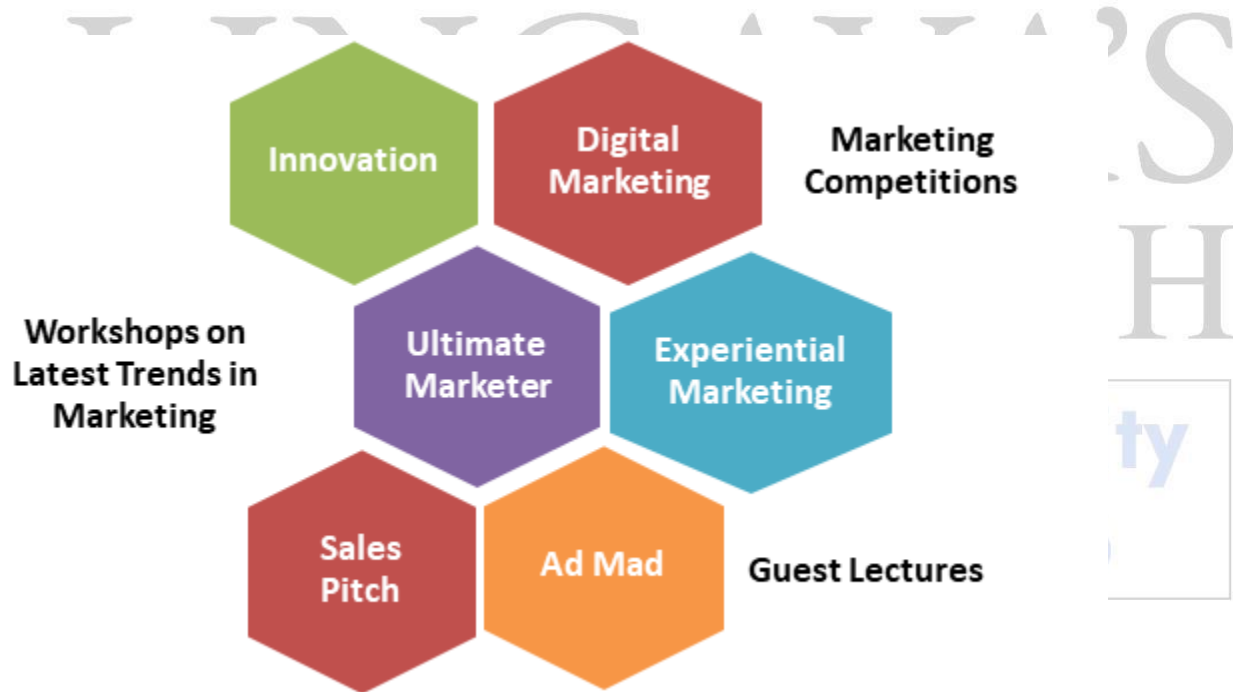 Innovation
Digital
Marketing
Marketing
Competitions
Workshops on
Latest Trends in
Marketing
Ultimate
Marketer
Experiential
Marketing
Sales
Pitch
Ad Mad
Guest Lectures